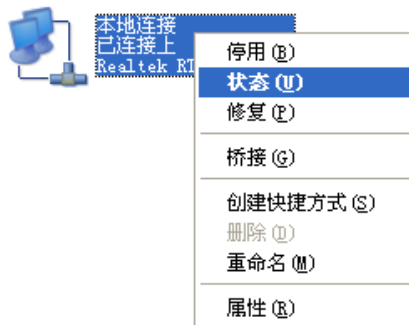 本地连接
已连接上
Realtek
停用(B)
状态(U)
修复(P)
桥接(G)
创建快捷方式(S)
删除(D)
重命名(M)
属性(R)